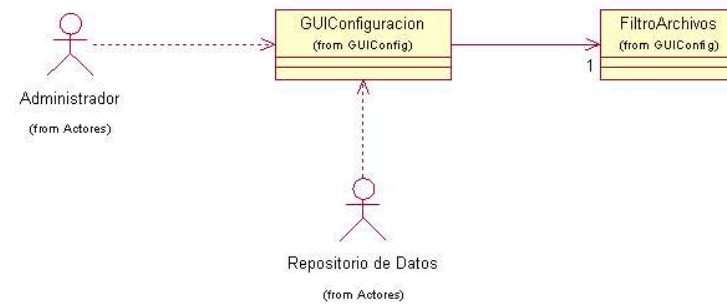 GUIConfiguracion
(from GUIConfig)
FiltroArchivos
(from GUIConfig)
1
Administrador
(from Actores)
Repositorio de Datos
(from Actores)